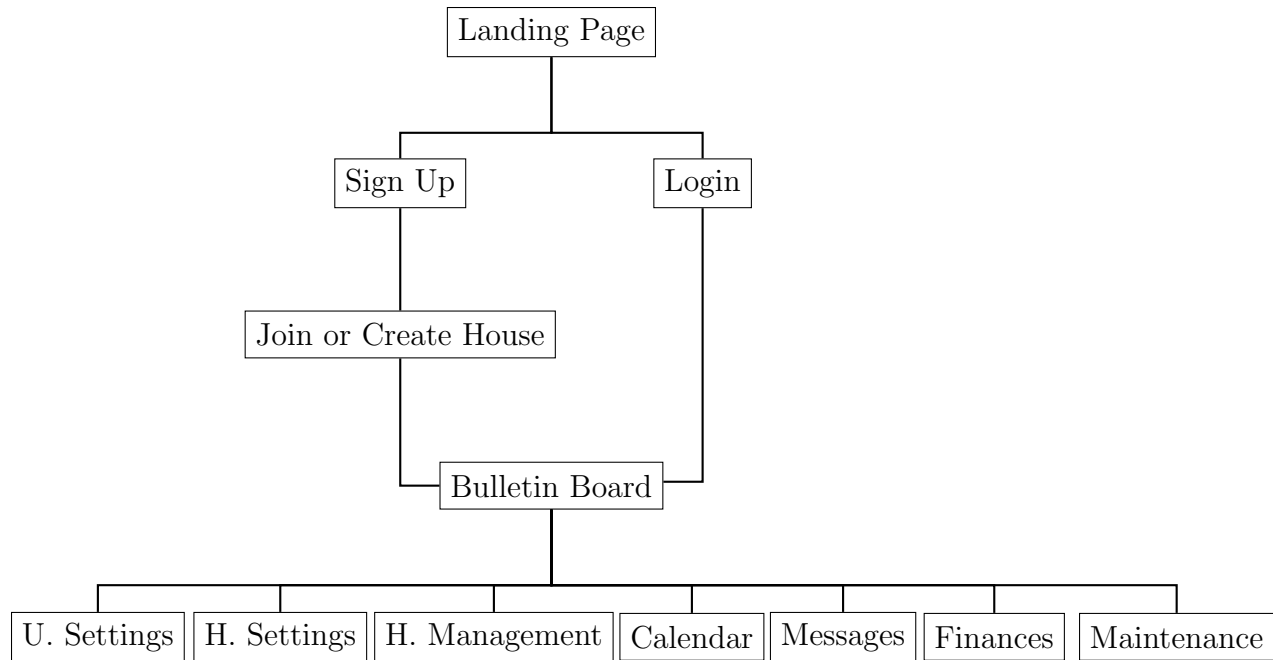 Landing Page
Sign Up
Login
Join or Create House
Bulletin Board
U. Settings
H. Settings
H. Management
Calendar
Messages
Finances
Maintenance